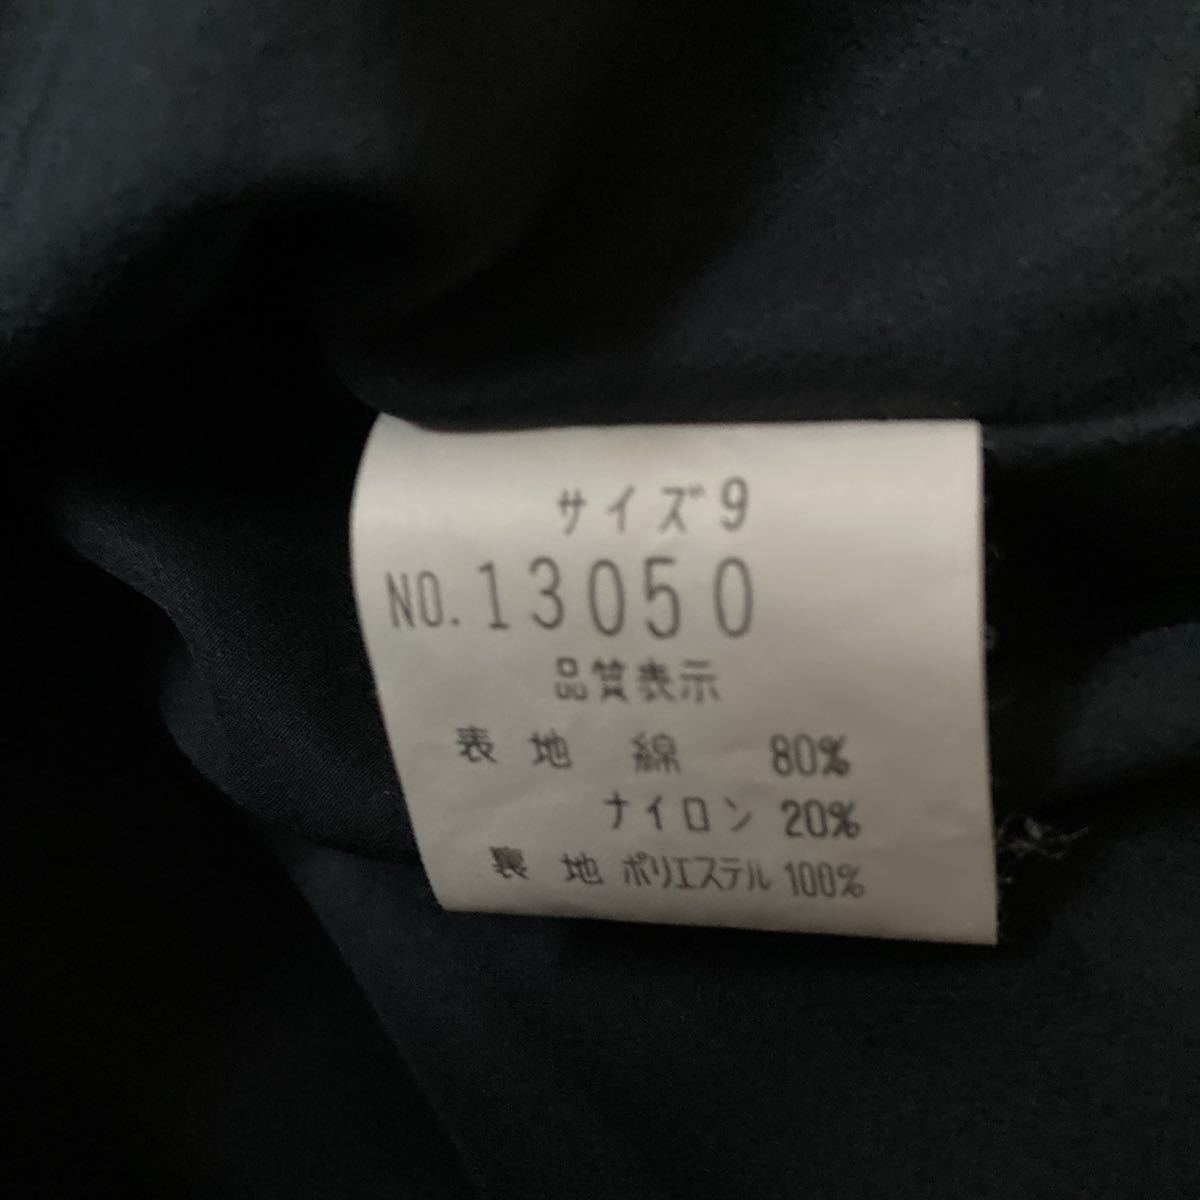 サイズ9
NO.13050
品質表示
表 地 綿 80%
ナイロン 20%
裏 地 ポリエステル 100%